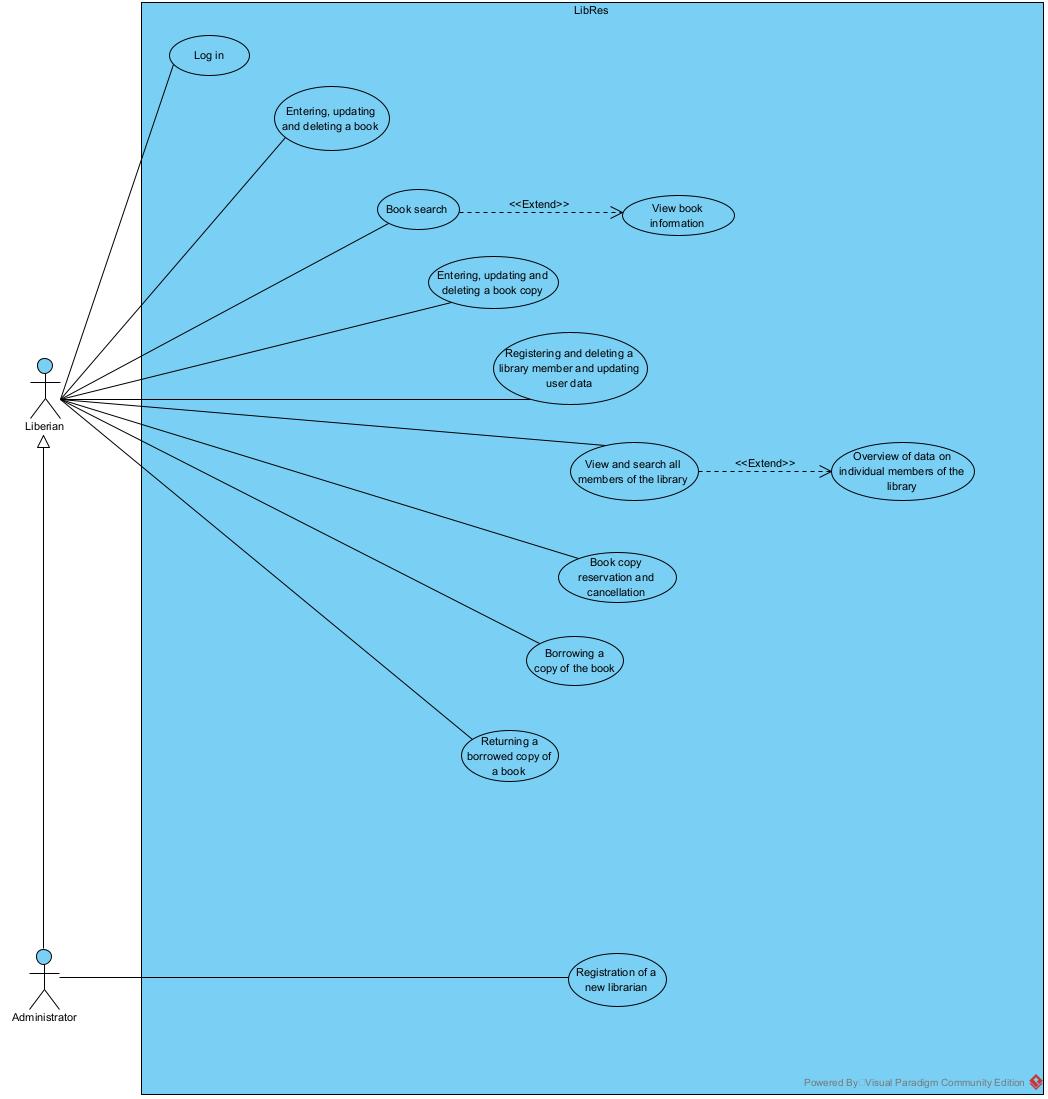 LibRes
Log in
Entering, updating
and deleting a book
Book search
<<Extend>>
View book
information
Entering, updating and
deleting a book copy
Registering and deleting a
library member and updating
user data
Liberian
View and search all
members of the library
<<Extend>>
Overview of data on
individual members of the
library
Book copy
reservation and
cancellation
Borrowing a
copy of the book
Returning a
borrowed copy of
a book
Registration of a
new librarian
Administrator
Powered By Visual Paradigm Community Edition